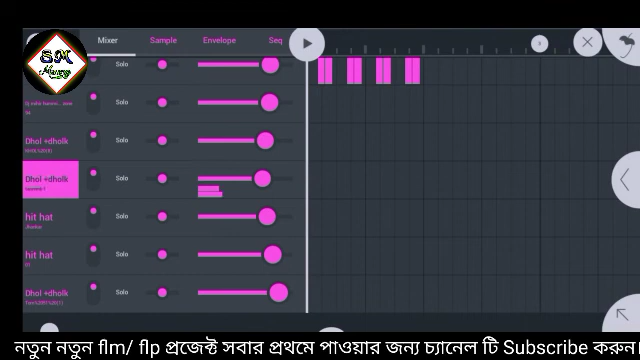 SM
Mixer Sample Envelope Seq
Solo
Solo
Dhol +dholk
Solo
Dhol +dholk
Solo
hit hat
Solo
hit hat
Solo
Dhol +dholk
Solo
নতুন নতুন flm/ flp প্রজেক্ট সবার প্রথমে পাওয়ার জন্য চ্যানেল টি Subscribe করুন